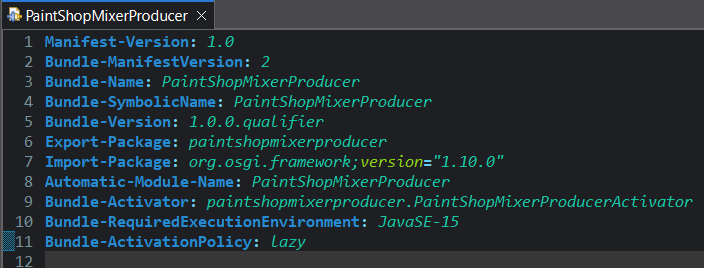 PaintShopMixerProducer ×
1 Manifest-Version: 1.0
2 Bundle-ManifestVersion: 2
3 Bundle-Name: PaintShopMixerProducer
4 Bundle-SymbolicName: PaintShopMixerProducer
5 Bundle-Version: 1.0.0.qualifier
6 Export-Package: paintshopmixerproducer
7 Import-Package: org.osgi.framework;version="1.10.0"
8 Automatic-Module-Name: PaintShopMixerProducer
9 Bundle-Activator: paintshopmixerproducer.PaintShopMixerProducerActivator
10 Bundle-RequiredExecutionEnvironment: JavaSE-15
11 Bundle-ActivationPolicy: lazy
12